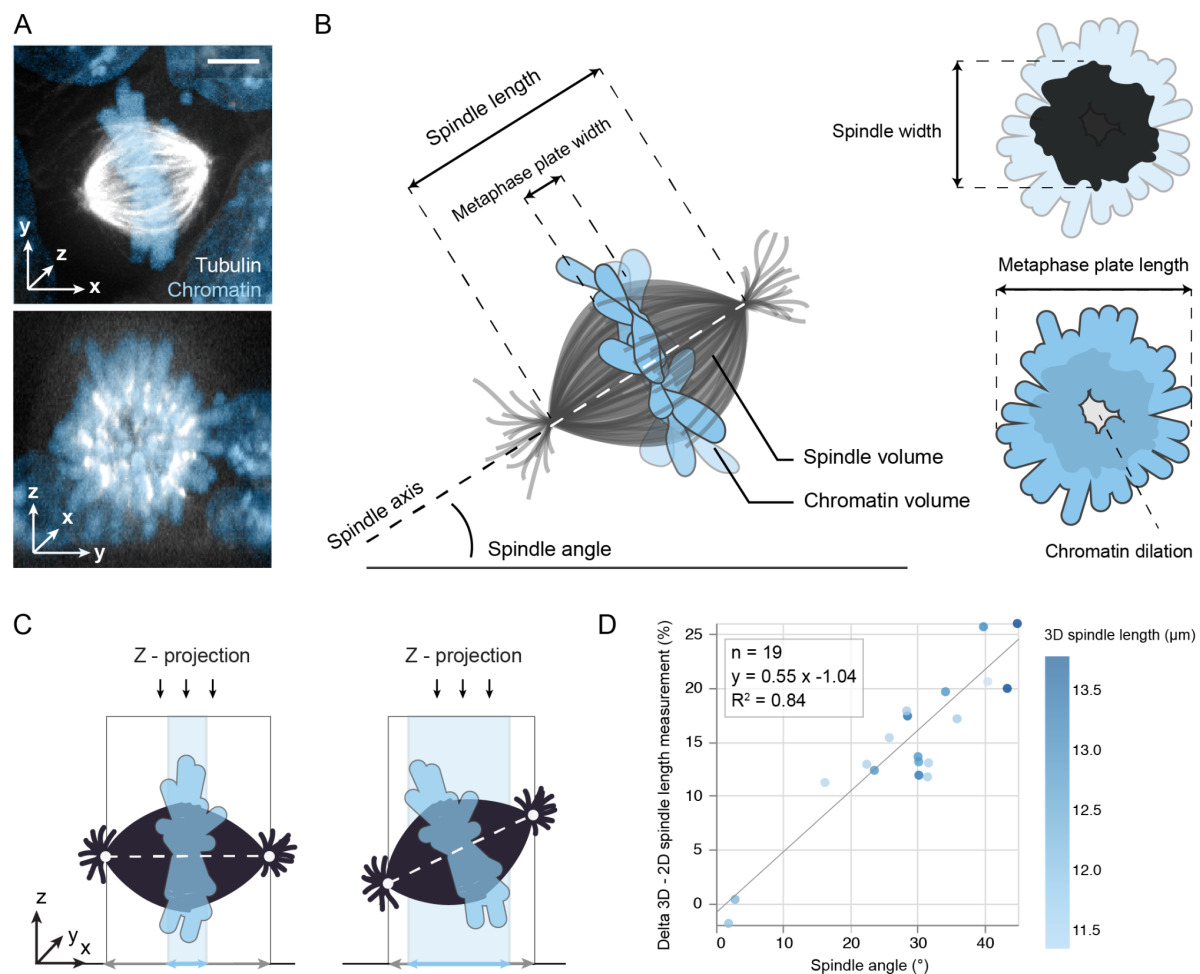 A
y
z
x
Tubulin
Chromatin
z
x
y
B
Spindle length
Metaphase plate width
Spindle volume
Chromatin volume
Spindle axis
Spindle angle
Spindle width
Metaphase plate length
Chromatin dilation
C
Z - projection
Z - projection
z
y
x
D
Delta 3D - 2D spindle length measurement (%)
25
20
15
10
5
0
n = 19
y = 0.55 x -1.04
R² = 0.84
0
10
20
30
40
Spindle angle (°)
3D spindle length (µm)
13.5
13.0
12.5
12.0
11.5